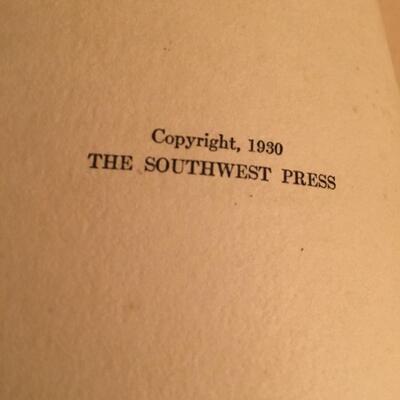 Copyright, 1930
THE SOUTHWEST PRESS